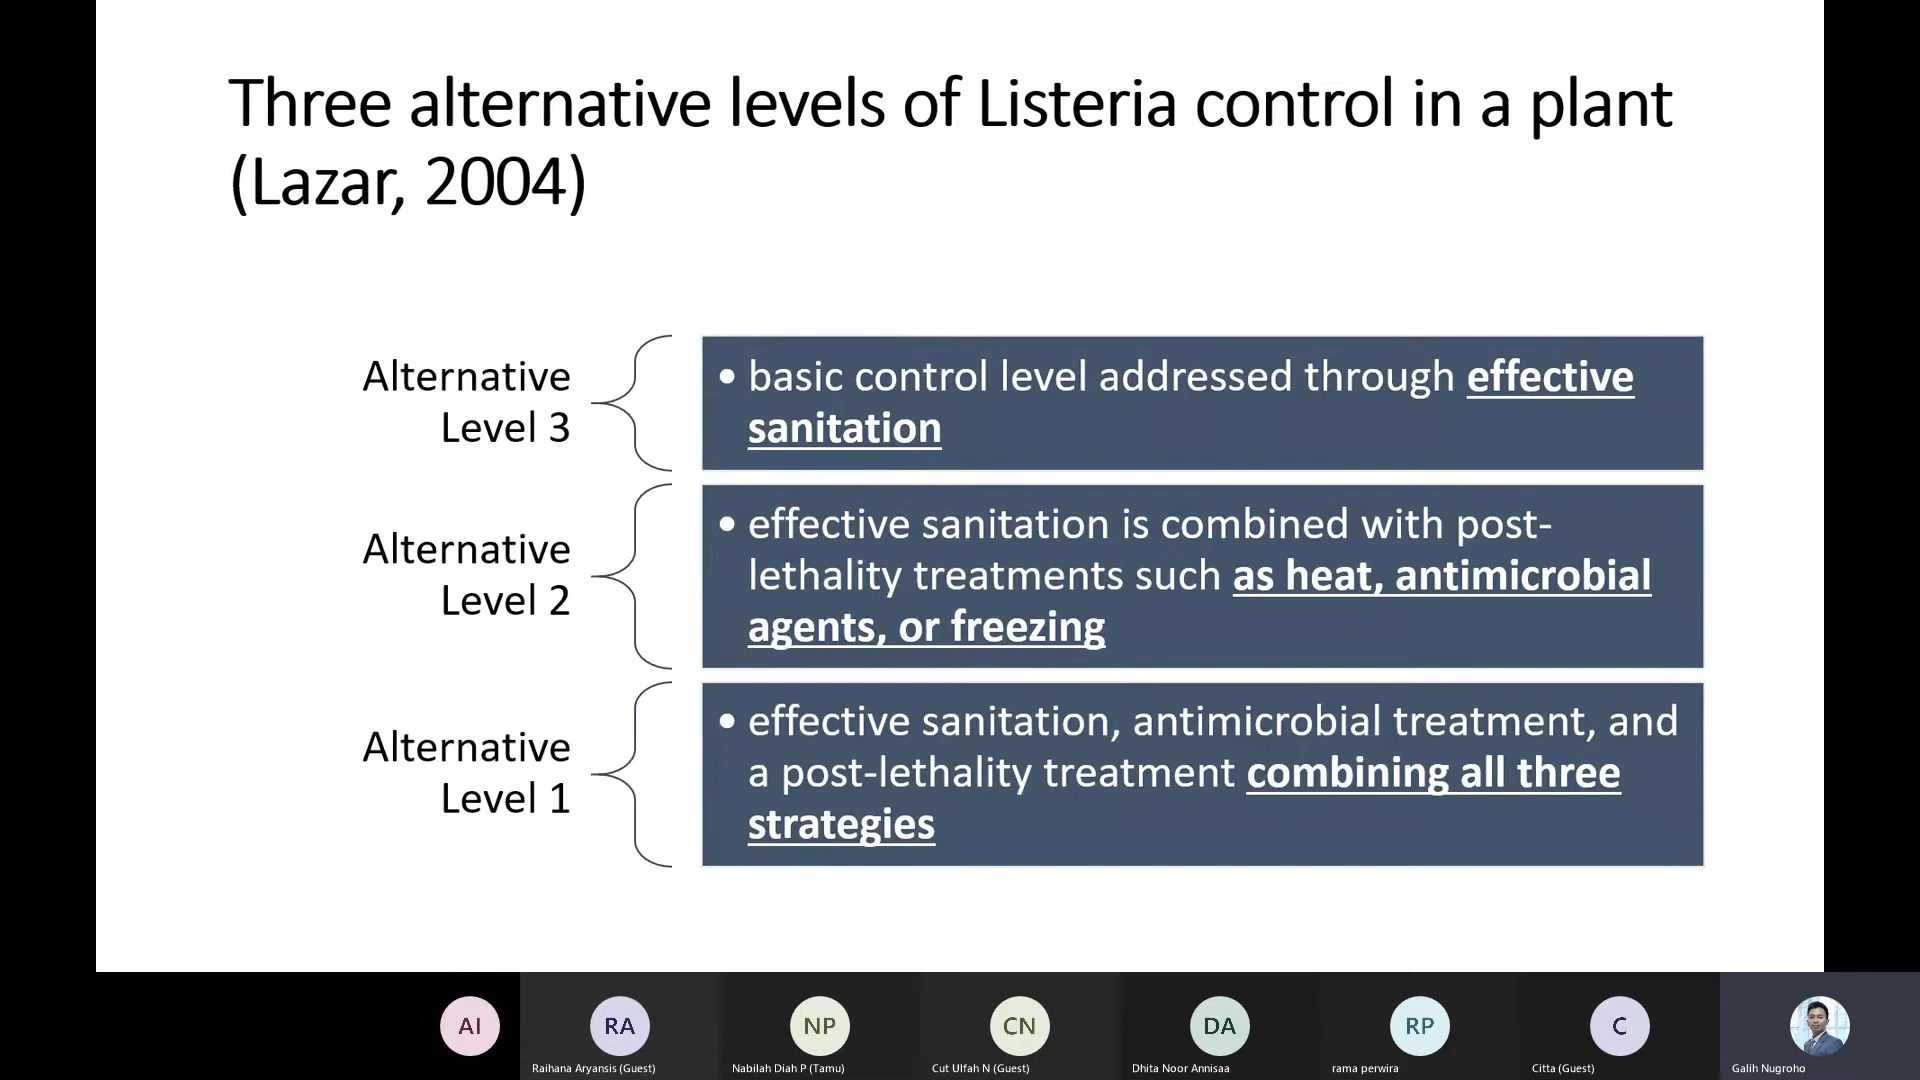 Three alternative levels of Listeria control in a plant
(Lazar, 2004)
Alternative
Level 3
• basic control level addressed through effective
sanitation
Alternative
Level 2
• effective sanitation is combined with post-
lethality treatments such as heat, antimicrobial
agents, or freezing
Alternative
Level 1
• effective sanitation, antimicrobial treatment, and
a post-lethality treatment combining all three
strategies
AI
RA
Raihana Aryansis (Guest)
NP
Nabilah Diah P (Tamu)
CN
Cut Ulfah N (Guest)
DA
Dhita Noor Annisaa
RP
rama perwira
C
Citta (Guest)
Galih Nugroho